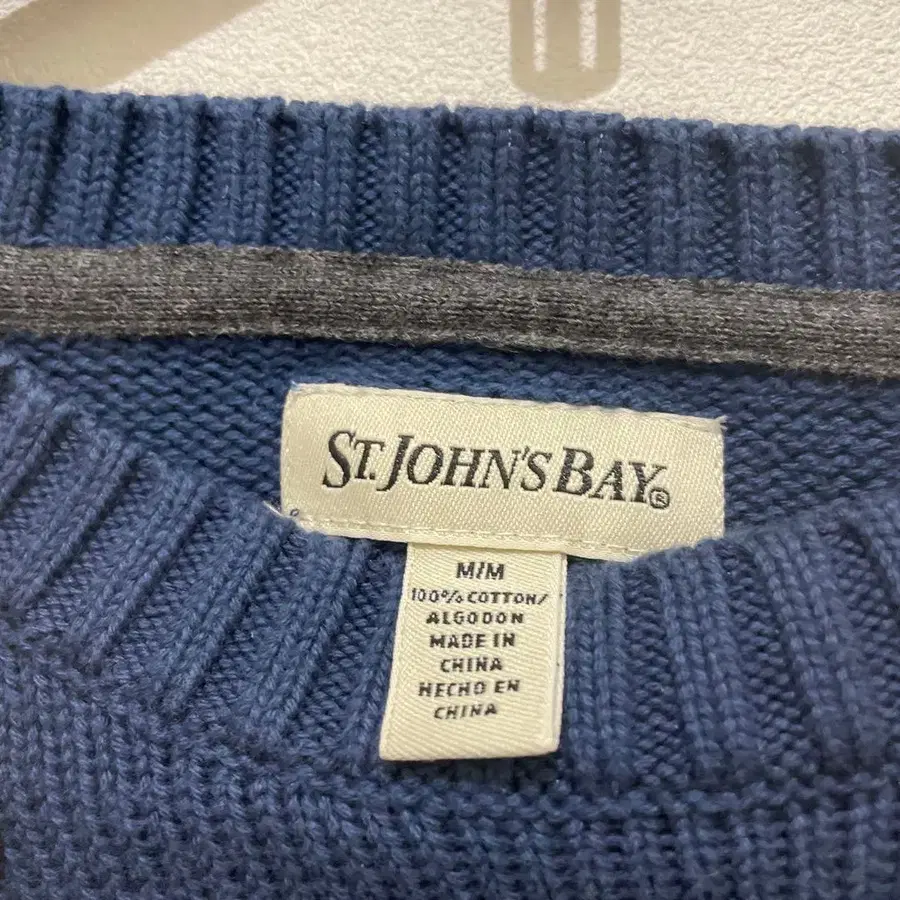 ST. JOHN'S BAY®
M/M
100% COTTON/
ALGODON
MADE IN
CHINA
HECHO EN
CHINA